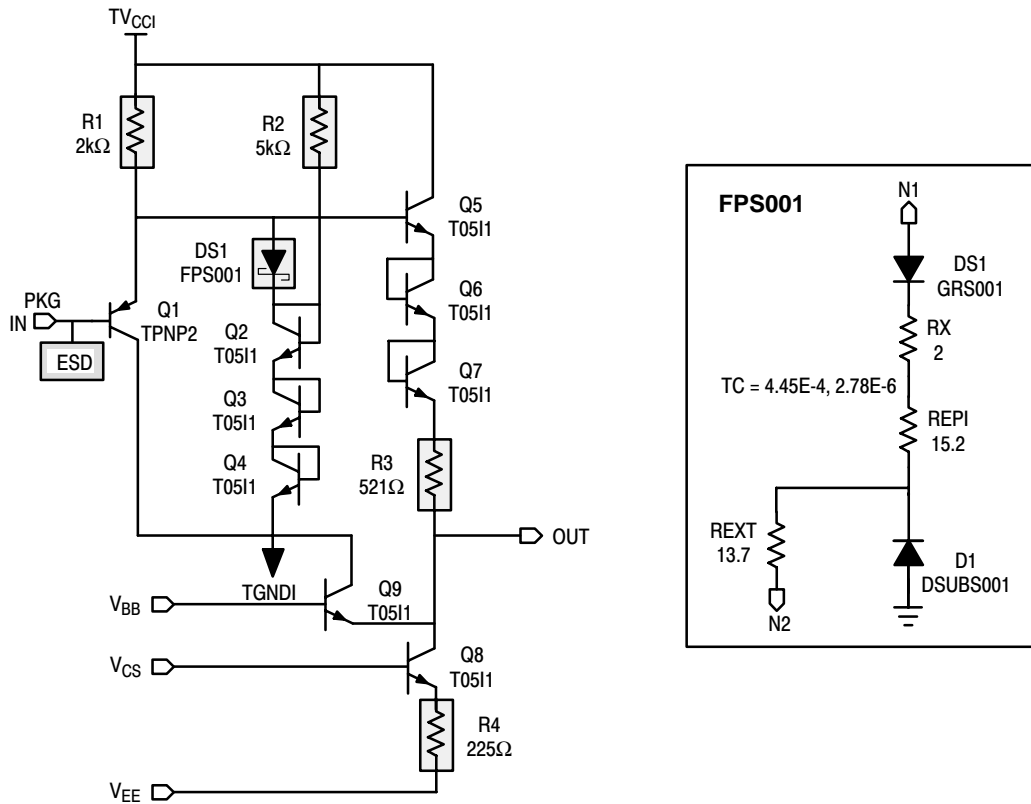 TVCCI
R1
2kΩ
R2
5kΩ
Q5
T05I1
DS1
FPS001
PKG
IN
Q1
TPNP2
ESD
Q2
T05I1
Q6
T05I1
Q3
T05I1
Q7
T05I1
Q4
T05I1
R3
521Ω
OUT
TGNDI
VBB
Q9
T05I1
VCS
Q8
T05I1
R4
225Ω
VEE
FPS001
N1
DS1
GRS001
RX
2
TC = 4.45E-4, 2.78E-6
REPI
15.2
REXT
13.7
D1
DSUBS001
N2